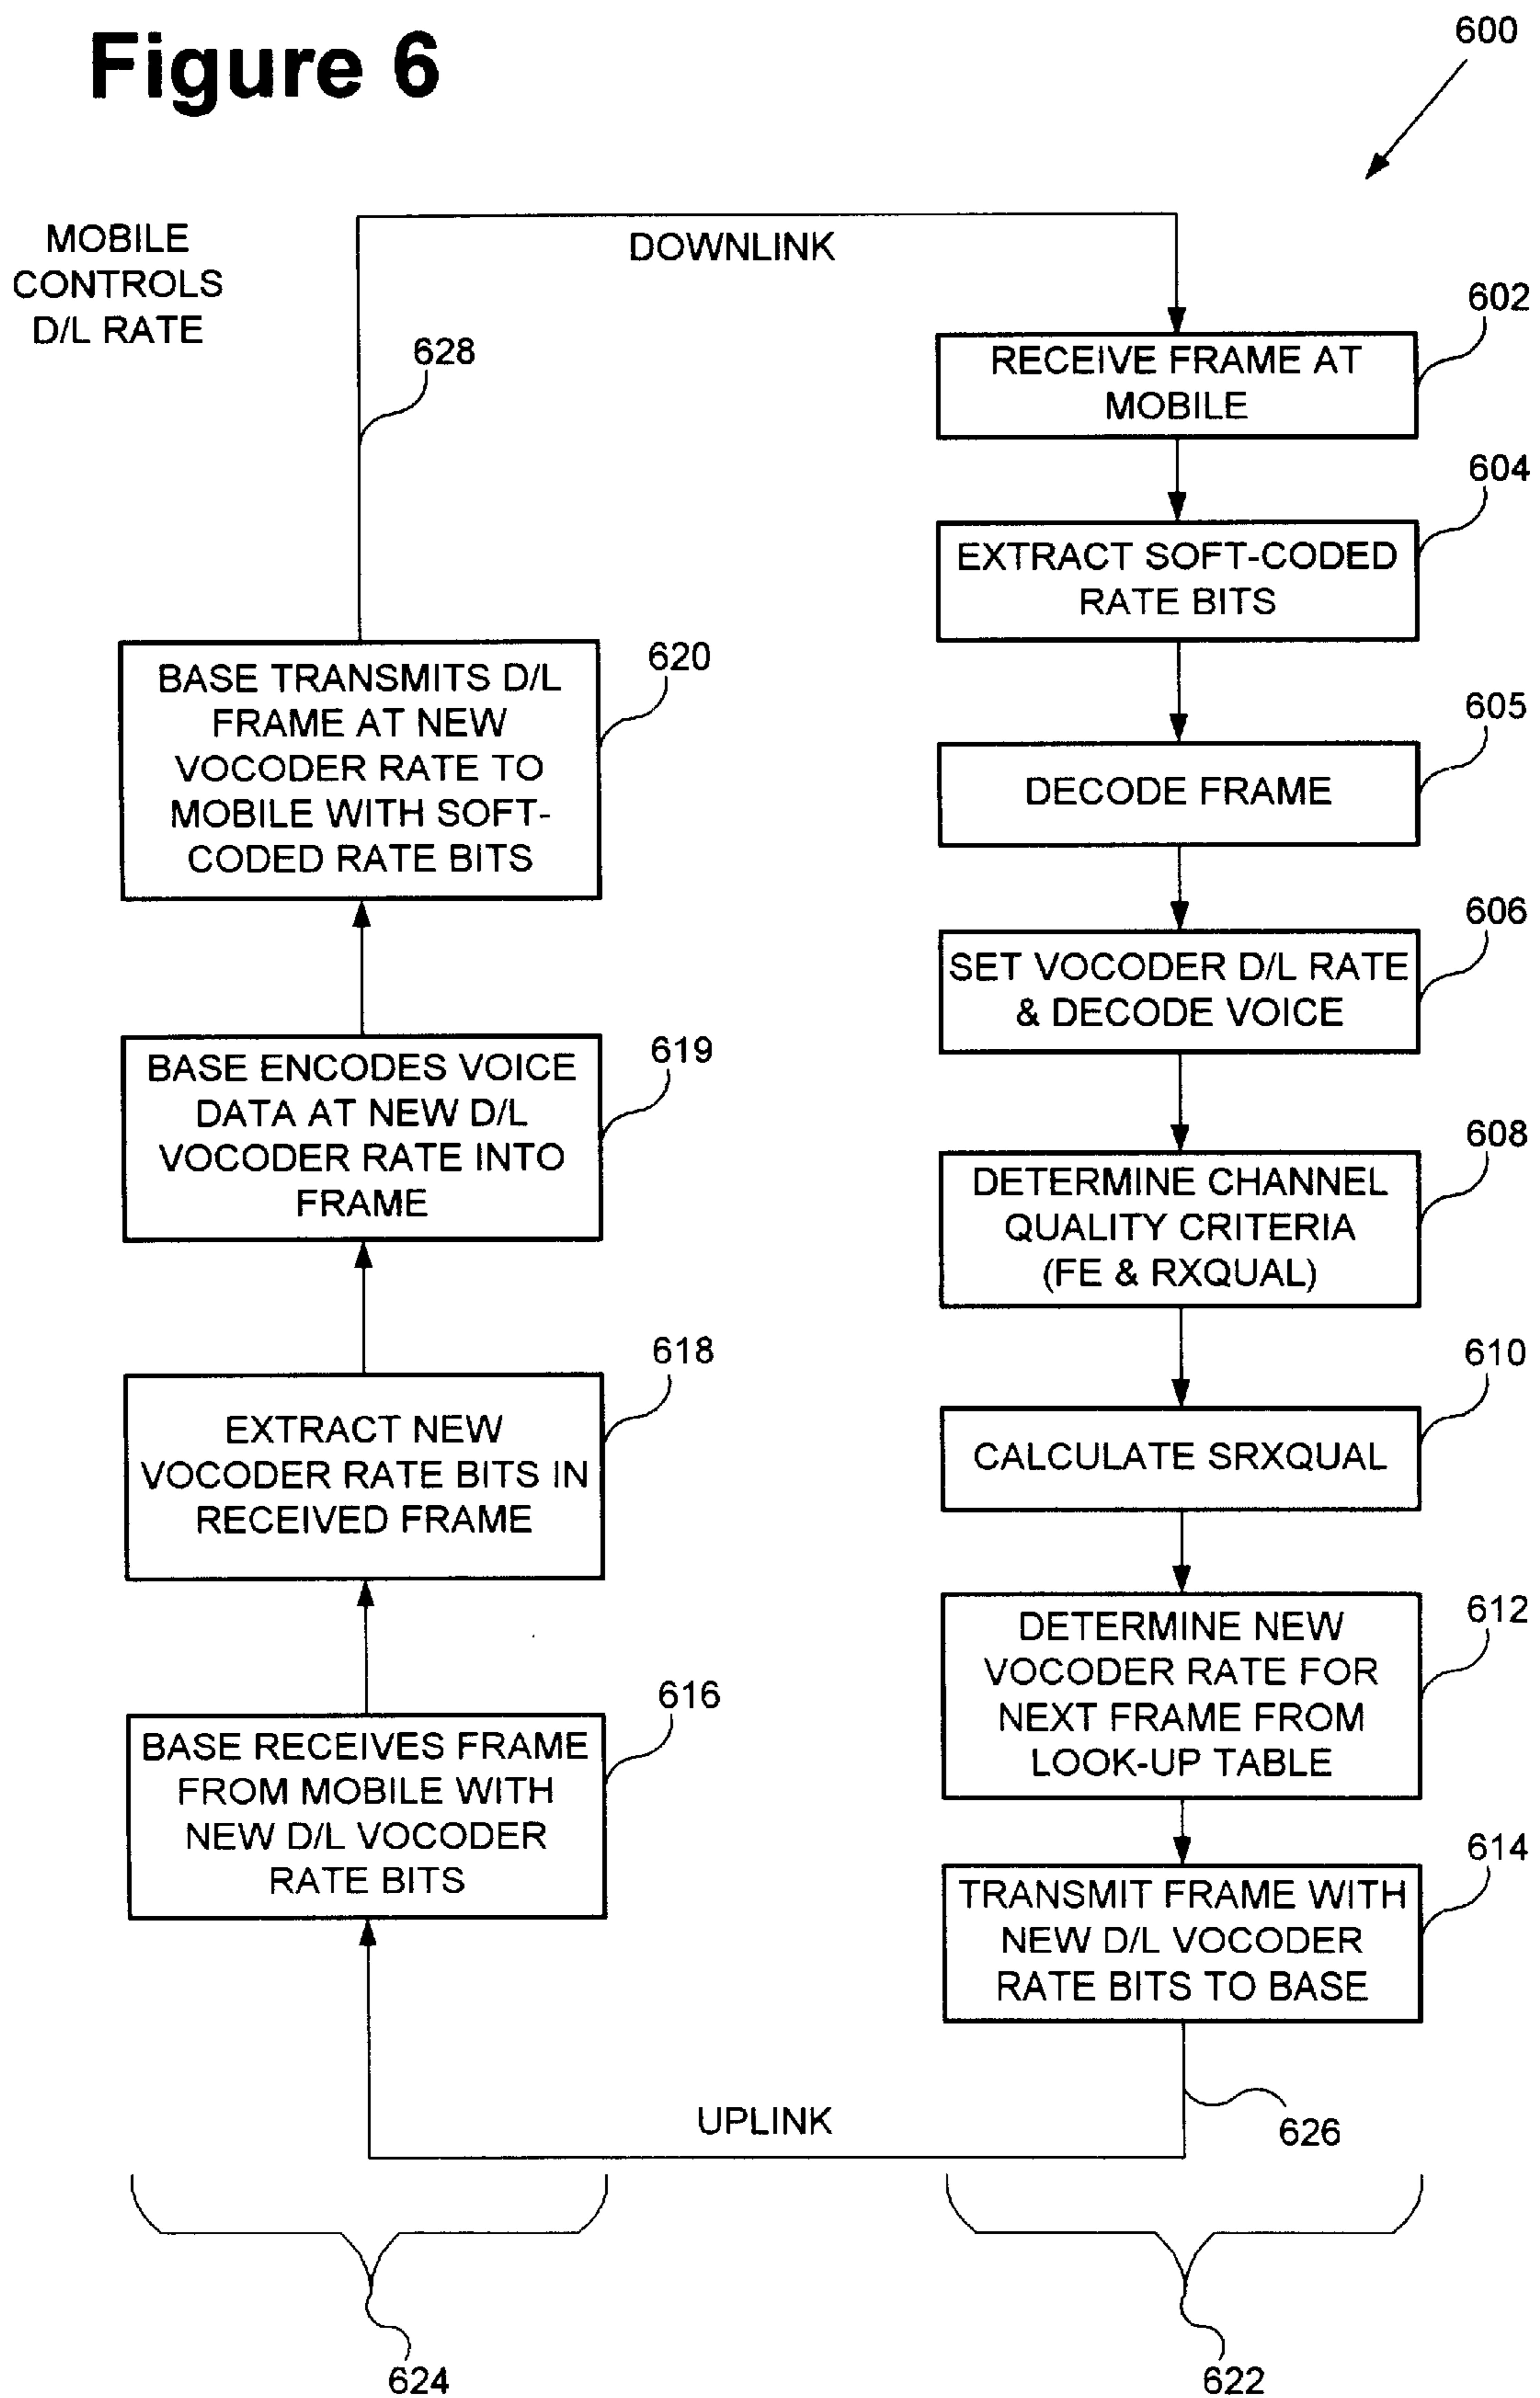 Figure 6
600
MOBILE
CONTROLS
D/L RATE
DOWNLINK
628
602
RECEIVE FRAME AT
MOBILE
604
EXTRACT SOFT-CODED
RATE BITS
605
DECODE FRAME
606
SET VOCODER D/L RATE
& DECODE VOICE
608
DETERMINE CHANNEL
QUALITY CRITERIA
(FE & RXQUAL)
610
CALCULATE SRXQUAL
612
DETERMINE NEW
VOCODER RATE FOR
NEXT FRAME FROM
LOOK-UP TABLE
614
TRANSMIT FRAME WITH
NEW D/L VOCODER
RATE BITS TO BASE
626
UPLINK
616
BASE RECEIVES FRAME
FROM MOBILE WITH
NEW D/L VOCODER
RATE BITS
618
EXTRACT NEW
VOCODER RATE BITS IN
RECEIVED FRAME
619
BASE ENCODES VOICE
DATA AT NEW D/L
VOCODER RATE INTO
FRAME
620
BASE TRANSMITS D/L
FRAME AT NEW
VOCODER RATE TO
MOBILE WITH SOFT-
CODED RATE BITS
624
622